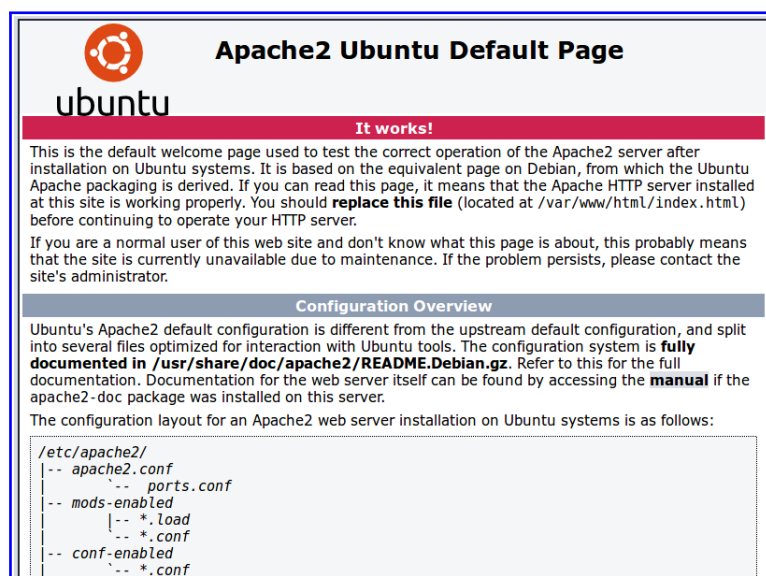 Apache2 Ubuntu Default Page
ubuntu
It works!
This is the default welcome page used to test the correct operation of the Apache2 server after
installation on Ubuntu systems. It is based on the equivalent page on Debian, from which the Ubuntu
Apache packaging is derived. If you can read this page, it means that the Apache HTTP server installed
at this site is working properly. You should replace this file (located at /var/www/html/index.html)
before continuing to operate your HTTP server.
If you are a normal user of this web site and don't know what this page is about, this probably means
that the site is currently unavailable due to maintenance. If the problem persists, please contact the
site's administrator.
Configuration Overview
Ubuntu's Apache2 default configuration is different from the upstream default configuration, and split
into several files optimized for interaction with Ubuntu tools. The configuration system is fully
documented in /usr/share/doc/apache2/README.Debian.gz. Refer to this for the full
documentation. Documentation for the web server itself can be found by accessing the manual if the
apache2-doc package was installed on this server.
The configuration layout for an Apache2 web server installation on Ubuntu systems is as follows:
/etc/apache2/
|-- apache2.conf
|       `--  ports.conf
|-- mods-enabled
|       |-- *.load
|       `-- *.conf
|-- conf-enabled
|       `-- *.conf